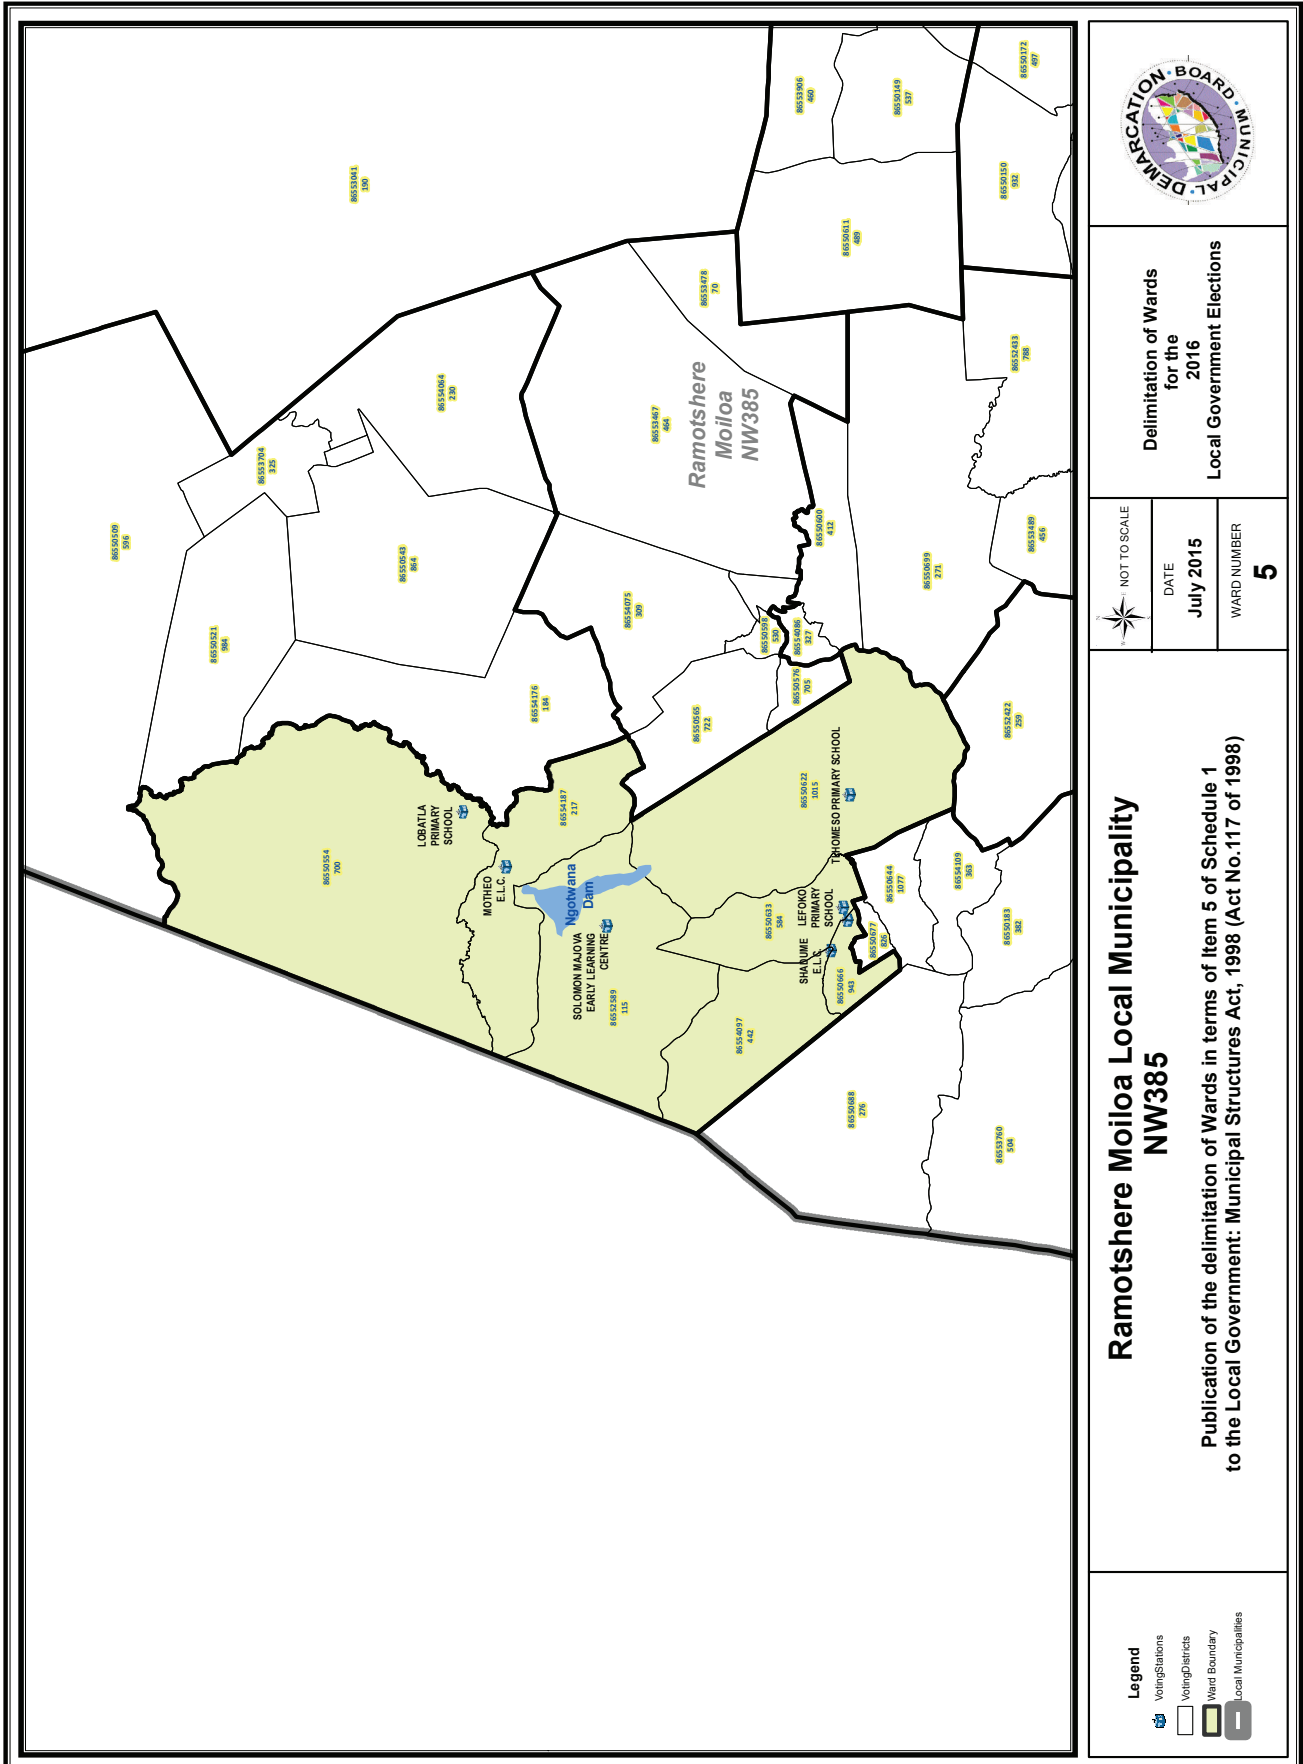 86553041
190
86553906
460
86550149
537
86550172
497
86550150
932
86550611
489
86553478
70
86552433
788
86554064
230
86553467
464
Ramotshere
Moiloa
NW385
86553704
325
86550509
596
86550543
864
86550600
412
86553489
456
86550699
271
86554075
309
86550521
984
86550598
530
86554086
327
86550576
705
86554176
184
86550565
722
86552422
259
86554187
217
86550622
1015
TEHOMESO PRIMARY SCHOOL
LOBATLA
PRIMARY
SCHOOL
86550554
700
MOTHEO
E.L.C.
Ngotwana
Dam
86550644
1077
86554109
363
86550633
584
LEFOKO
PRIMARY
SCHOOL
86550183
382
86550677
826
SOLOMON MAJOVA
EARLY LEARNING
CENTRE
SHADUME
E.L.C.
86552589
115
86550666
943
86554097
442
86550688
276
86553760
504
Legend
VotingStations
VotingDistricts
Ward Boundary
Local Municipalities
Ramotshere Moiloa Local Municipality
NW385
Publication of the delimitation of Wards in terms of Item 5 of Schedule 1
to the Local Government: Municipal Structures Act, 1998 (Act No.117 of 1998)
N
W
E
S
NOT TO SCALE
DATE
July 2015
WARD NUMBER
5
Delimitation of Wards
for the
2016
Local Government Elections
MUNICIPAL • DEMARCATION • BOARD •